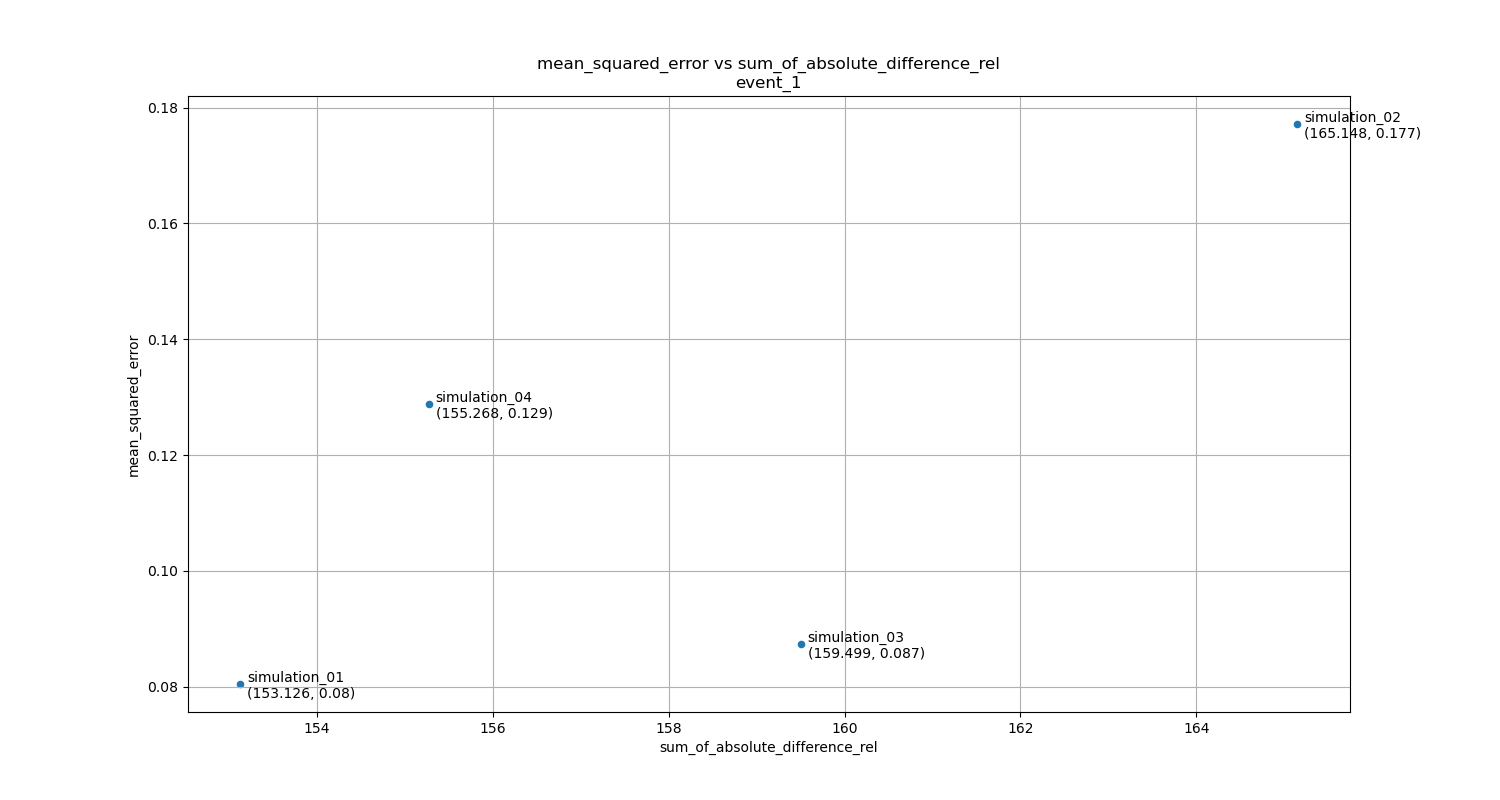 mean_squared_error vs sum_of_absolute_difference_rel
event_1
0.18
0.16
0.14
0.12
0.10
0.08
mean_squared_error
simulation_02
(165.148, 0.177)
simulation_04
(155.268, 0.129)
simulation_03
(159.499, 0.087)
simulation_01
(153.126, 0.08)
154 156 158 160 162 164
sum_of_absolute_difference_rel